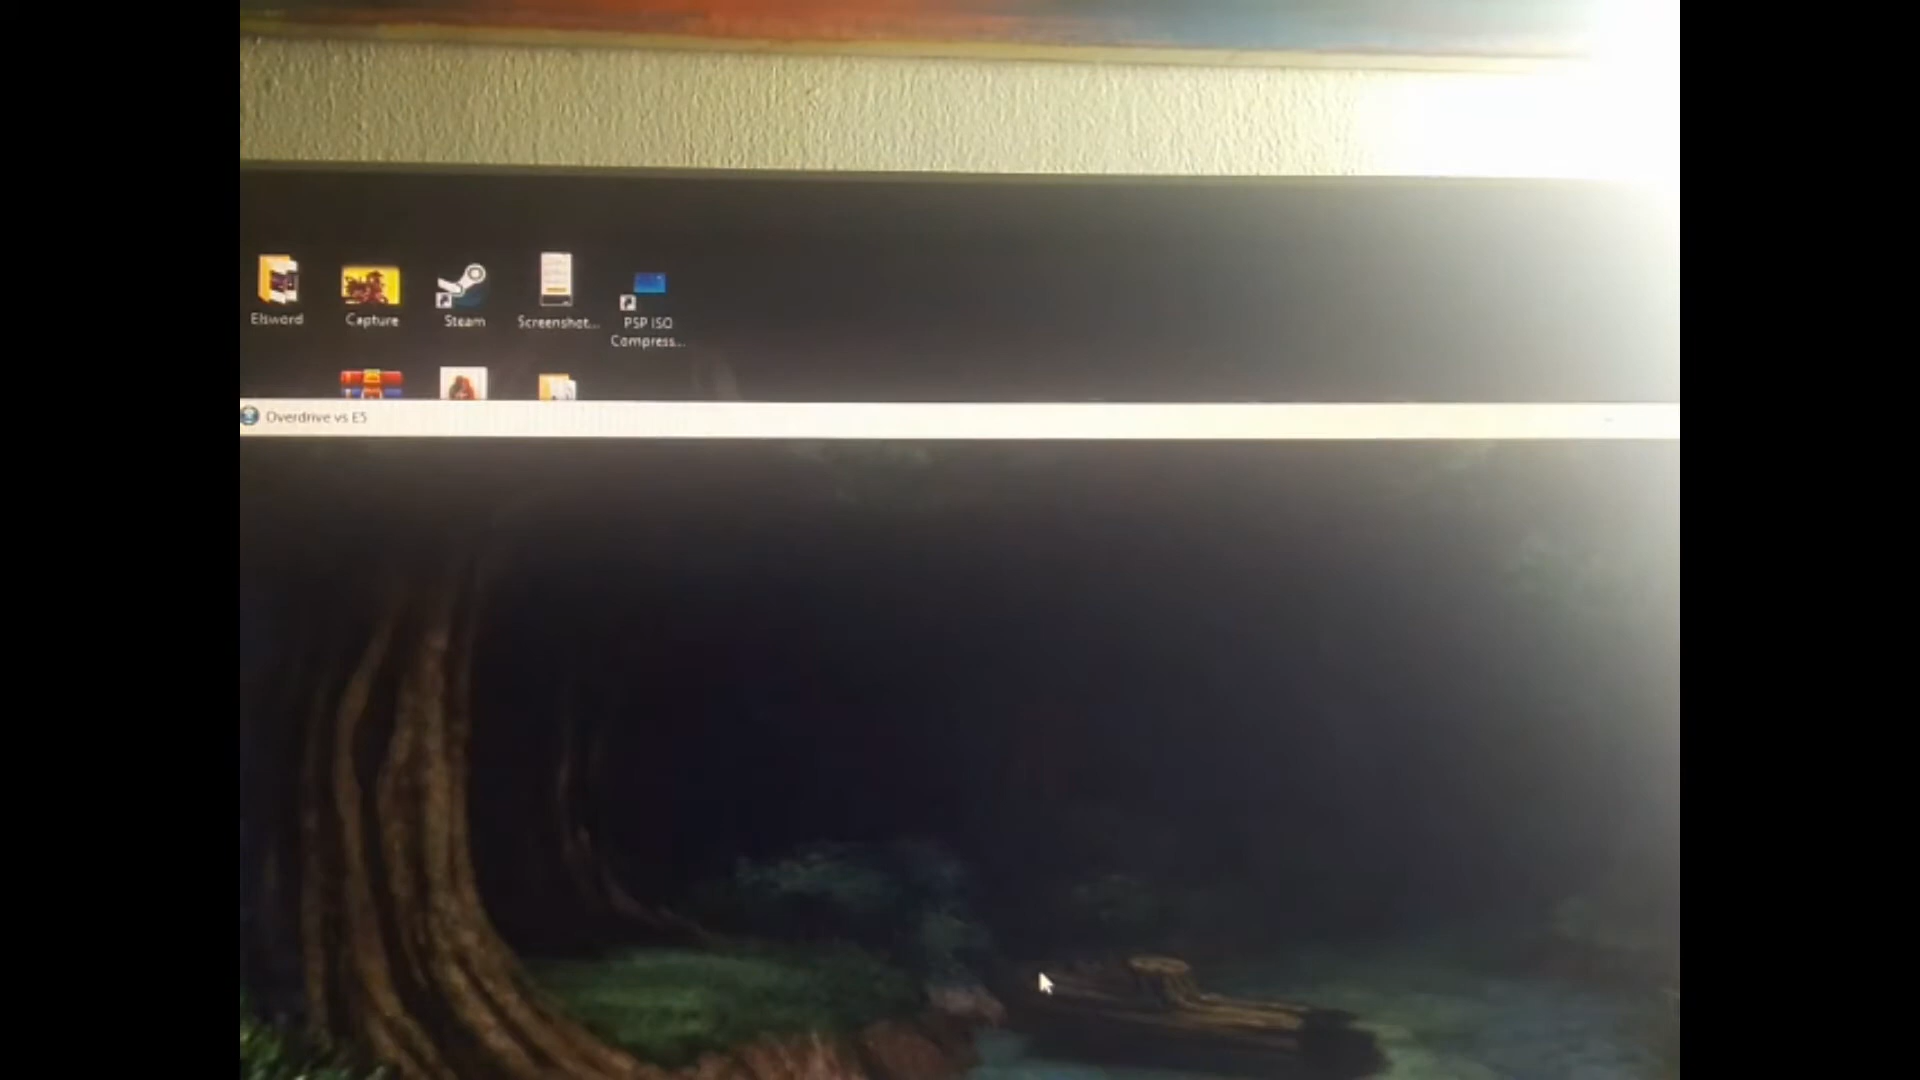 Elsword
Capture
Steam
Screenshot...
PSP ISO
Compress...
Overdrive vs E5